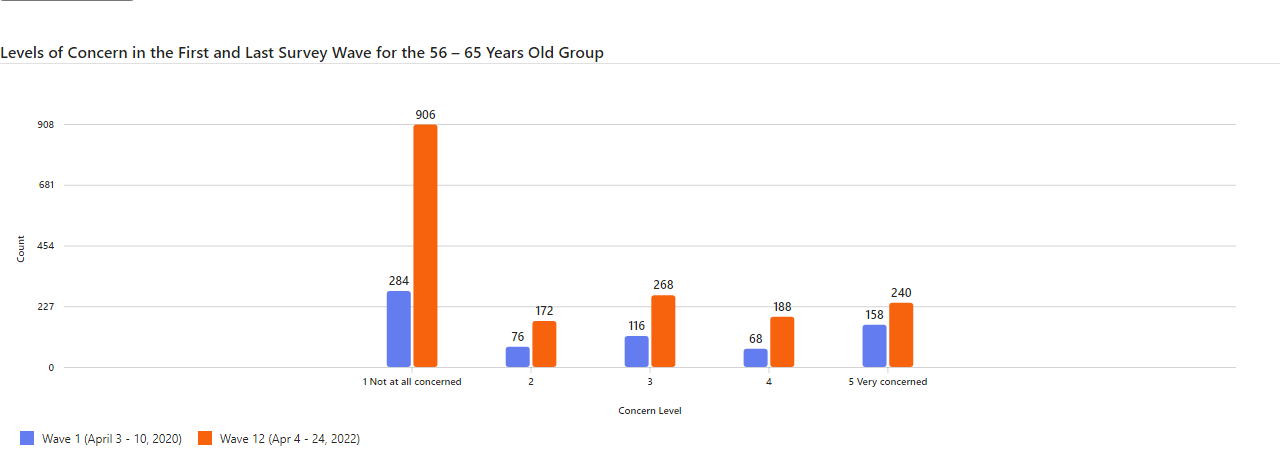 Levels of Concern in the First and Last Survey Wave for the 56 – 65 Years Old Group
908
681
454
227
0
Count
284
906
76
172
116
268
68
188
158
240
1 Not at all concerned
2
3
4
5 Very concerned
Concern Level
Wave 1 (April 3 - 10, 2020)
Wave 12 (Apr 4 - 24, 2022)